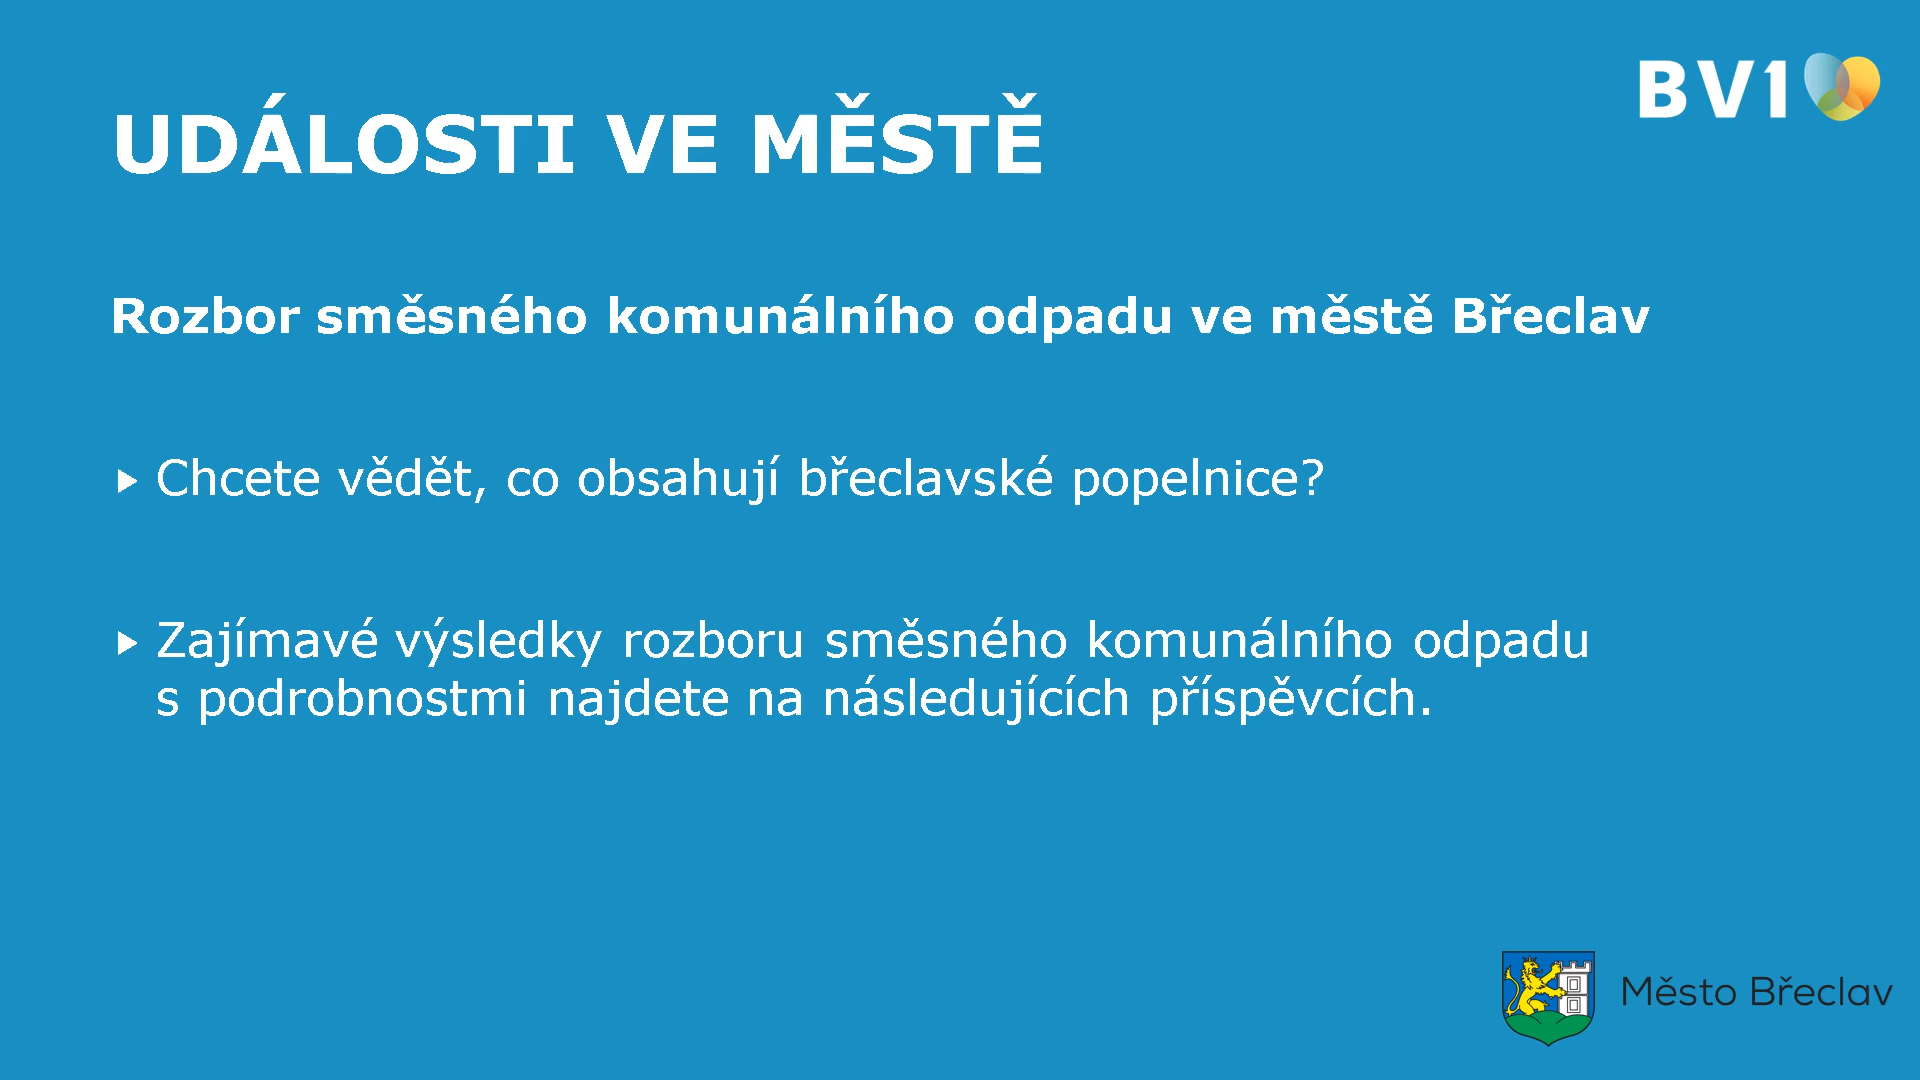 BV1
UDÁLOSTI VE MĚSTĚ
Rozbor směsného komunálního odpadu ve městě Břeclav
Chcete vědět, co obsahují břeclavské popelnice?
Zajímavé výsledky rozboru směsného komunálního odpadu
s podrobnostmi najdete na následujících příspěvcích.
Město Břeclav